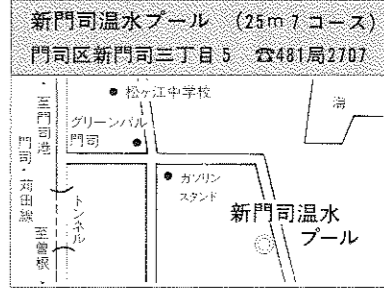 新門司温水プール (25m7コース)
門司区新門司三丁目5 ☎481局2707
松ヶ江中学校
海
至門司港
グリーンパル
門司
門司・苅田線
ガソリン
スタンド
トンネル
新門司温水
プール
至曽根